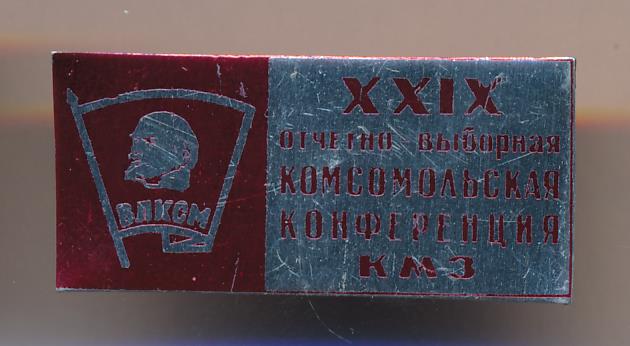 ВЛКСМ
XXIX
ОТЧЕТНО ВЫБОРНАЯ
КОМСОМОЛЬСКАЯ
КОНФЕРЕНЦИЯ
КМЗ